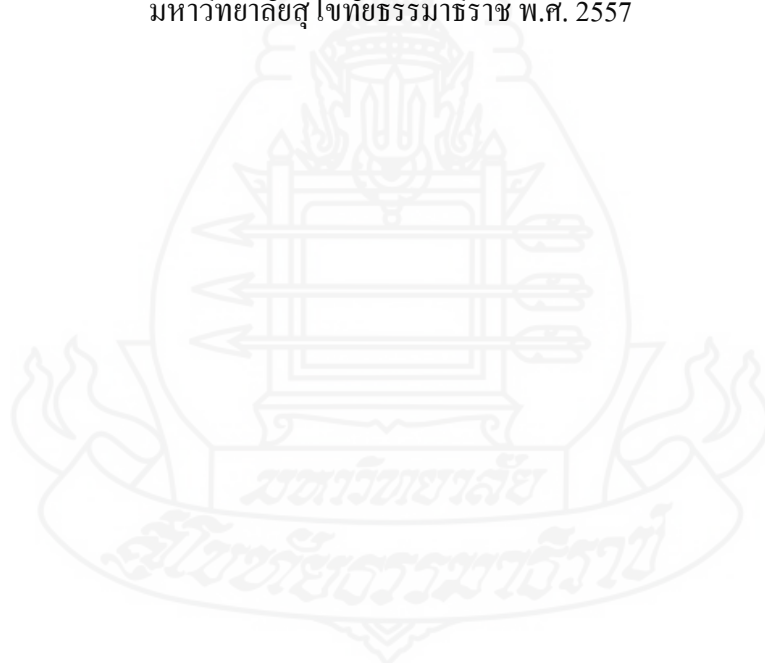 มหาวิทยาลัยสุโขทัยธรรมาธิราช พ.ศ. 2557
มหาวิทยาลัย
สุโขทัยธรรมาธิราช